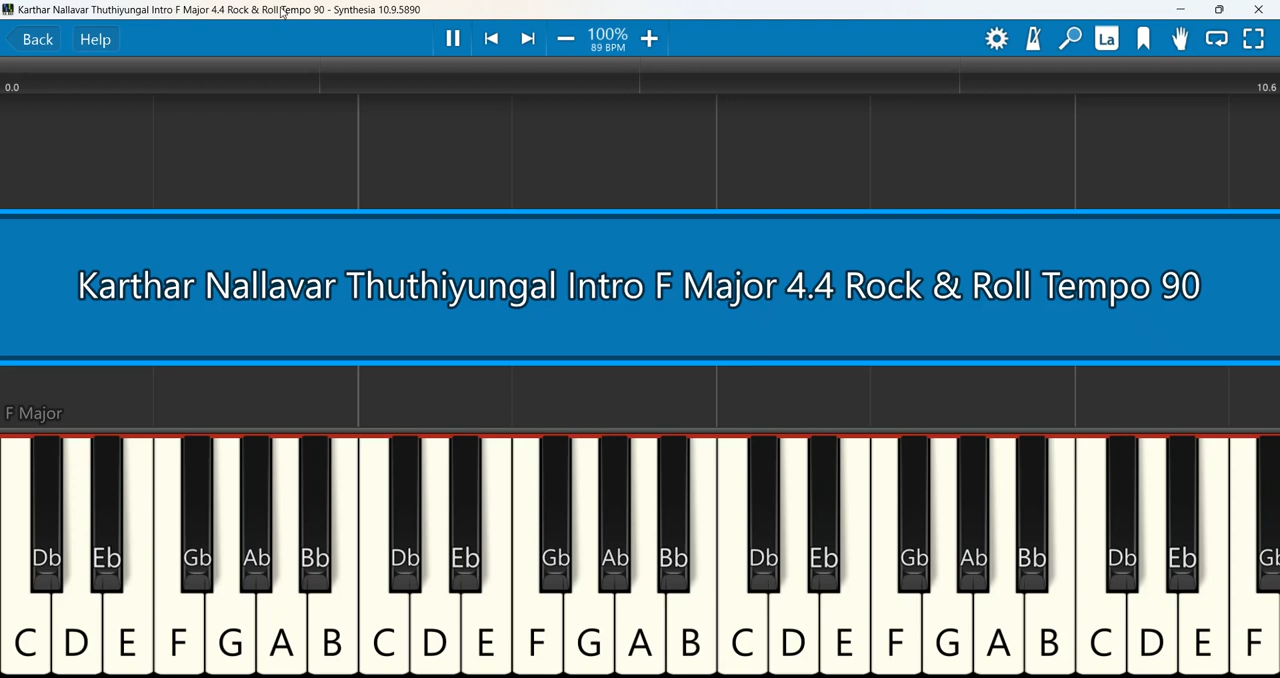 Karthar Nallavar Thuthiyungal Intro F Major 4.4 Rock & Roll Tempo 90 - Synthesia 10.9.5890
Back Help 100% La
89 BPM
0.0 10.6
Karthar Nallavar Thuthiyungal Intro F Major 4.4 Rock & Roll Tempo 90
F Major
Db Eb Gb Ab Bb Db Eb Gb Ab Bb Db Eb Gb Ab Bb Db Eb Gb
C D E F G A B C D E F G A B C D E F G A B C D E F